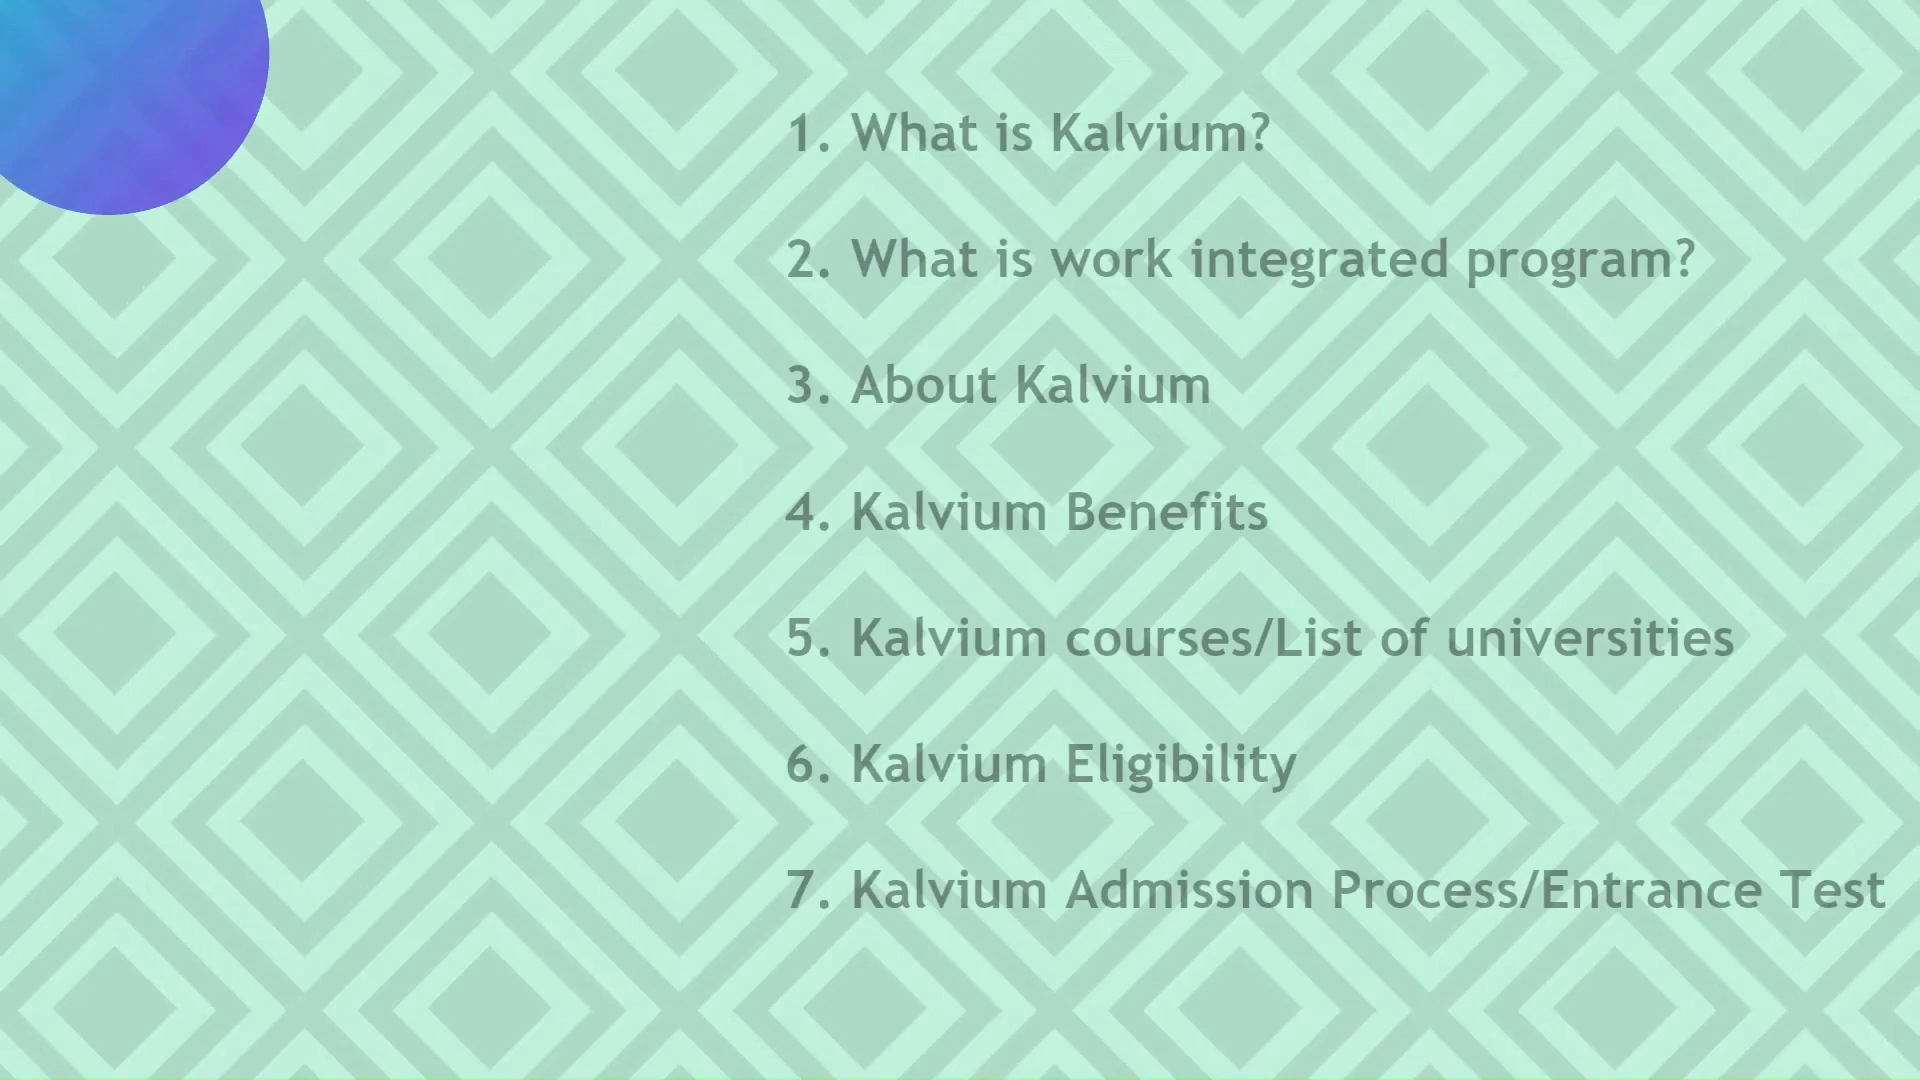 1. What is Kalvium?
2. What is work integrated program?
3. About Kalvium
4. Kalvium Benefits
5. Kalvium courses/List of universities
6. Kalvium Eligibility
7. Kalvium Admission Process/Entrance Test